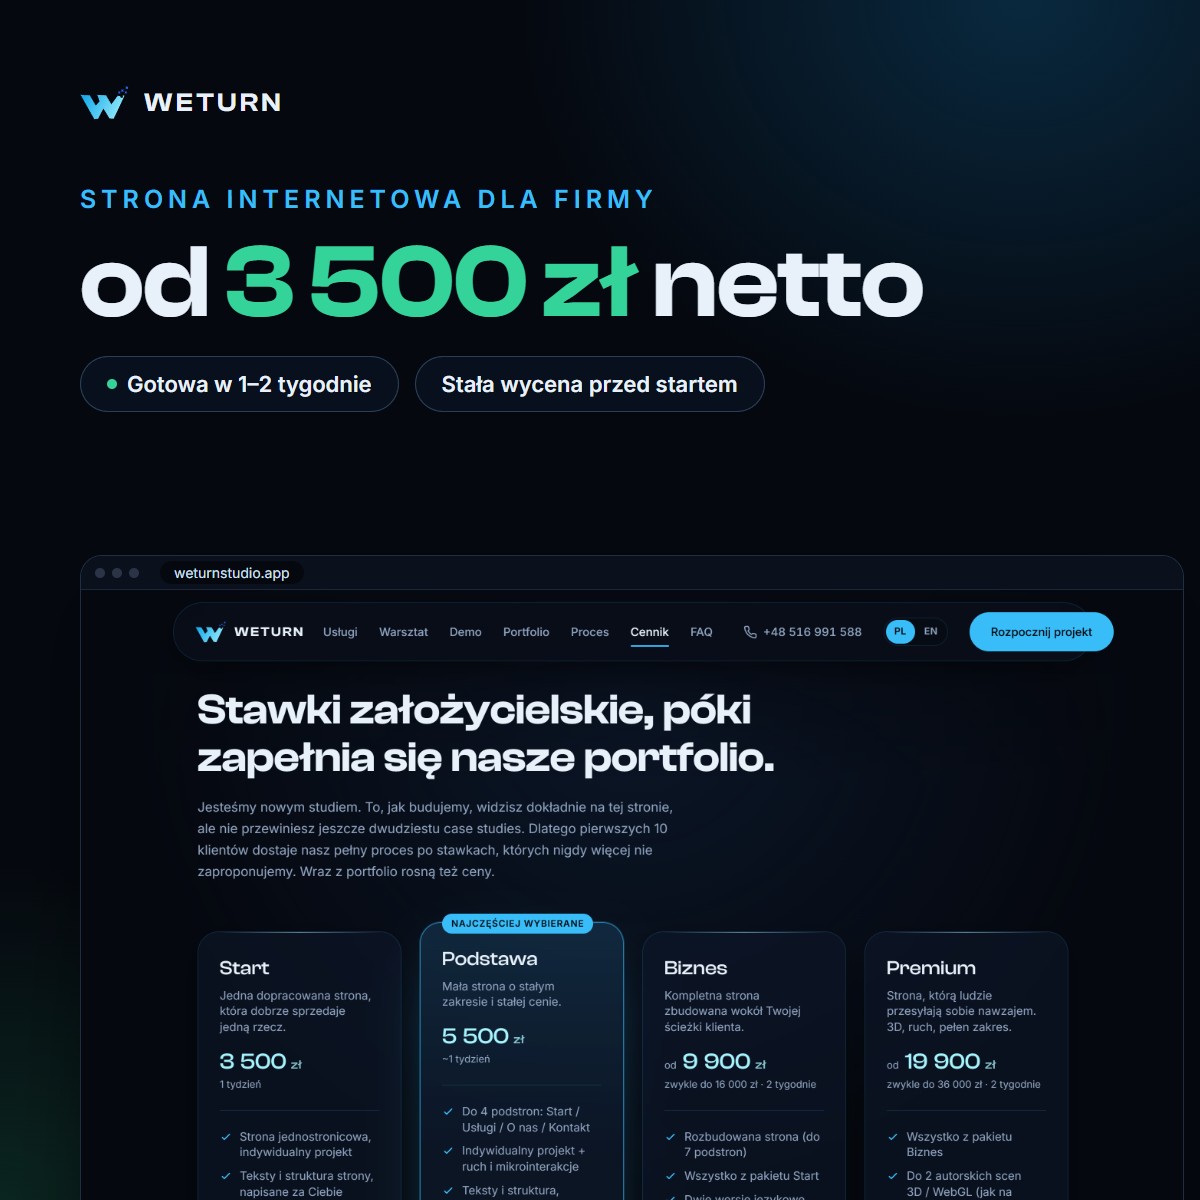 WETURN
STRONA INTERNETOWA DLA FIRMY
od 3 500 zł netto
Gotowa w 1–2 tygodnie
Stała wycena przed startem
weturnstudio.app
WETURN Usługi Warsztat Demo Portfolio Proces Cennik FAQ +48 516 991 588 PL EN Rozpocznij projekt
Stawki założycielskie, póki
zapełnia się nasze portfolio.
Jesteśmy nowym studiem. To, jak budujemy, widzisz dokładnie na tej stronie,
ale nie przewiniesz jeszcze dwudziestu case studies. Dlatego pierwszych 10
klientów dostaje nasz pełny proces po stawkach, których nigdy więcej nie
zaproponujemy. Wraz z portfolio rosną też ceny.
Start
Jedna dopracowana strona,
która dobrze sprzedaje
jedną rzecz.
3 500 zł
1 tydzień
Strona jednostronicowa,
indywidualny projekt
Teksty i struktura strony,
napisane za Ciebie
NAJCZĘŚCIEJ WYBIERANE
Podstawa
Mała strona o stałym
zakresie i stałej cenie.
5 500 zł
~1 tydzień
Do 4 podstron: Start /
Usługi / O nas / Kontakt
Indywidualny projekt +
ruch i mikrointerakcje
Teksty i struktura,
Biznes
Kompletna strona
zbudowana wokół Twojej
ścieżki klienta.
od 9 900 zł
zwykle do 16 000 zł · 2 tygodnie
Rozbudowana strona (do
7 podstron)
Wszystko z pakietu Start
Dwie wersje językowe
Premium
Strona, którą ludzie
przesyłają sobie nawzajem.
3D, ruch, pełen zakres.
od 19 900 zł
zwykle do 36 000 zł · 2 tygodnie
Wszystko z pakietu
Biznes
Do 2 autorskich scen
3D / WebGL (jak na